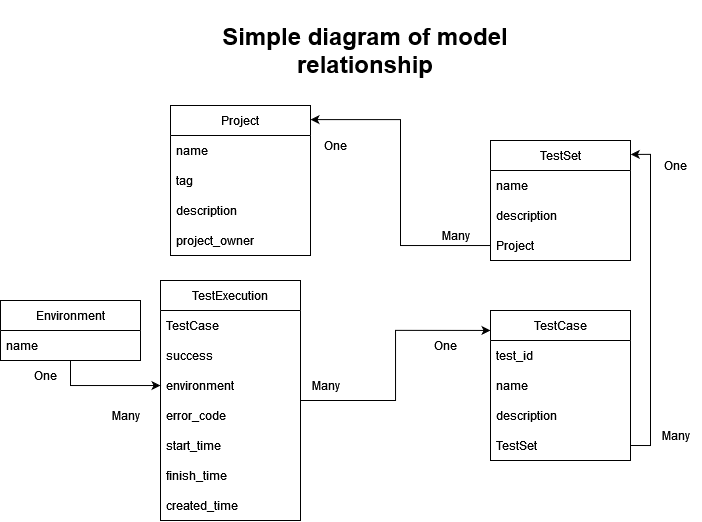 Simple diagram of model
relationship
Project
name
tag
description
project_owner
One
TestSet
name
description
Project
Many
One
Environment
name
One
Many
TestExecution
TestCase
success
environment
error_code
start_time
finish_time
created_time
Many
One
TestCase
test_id
name
description
TestSet
Many